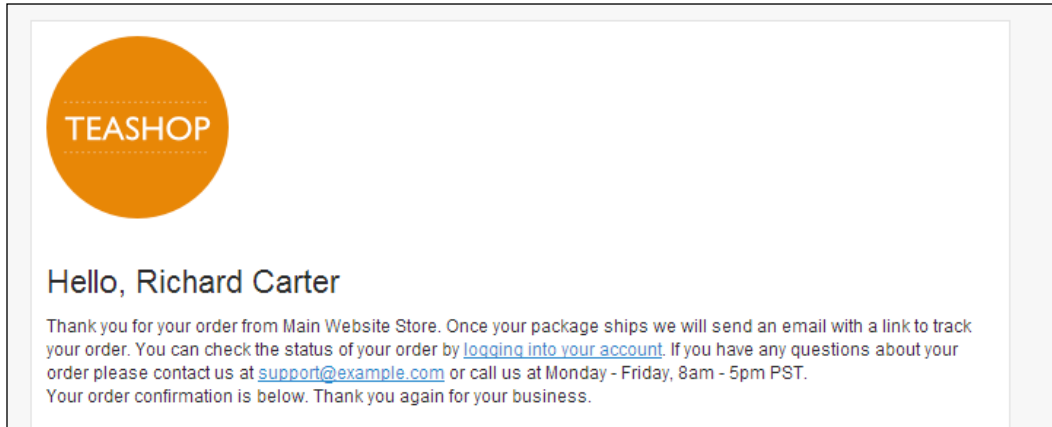 TEASHOP
Hello, Richard Carter
Thank you for your order from Main Website Store. Once your package ships we will send an email with a link to track
your order. You can check the status of your order by logging into your account. If you have any questions about your
order please contact us at support@example.com or call us at Monday - Friday, 8am - 5pm PST.
Your order confirmation is below. Thank you again for your business.